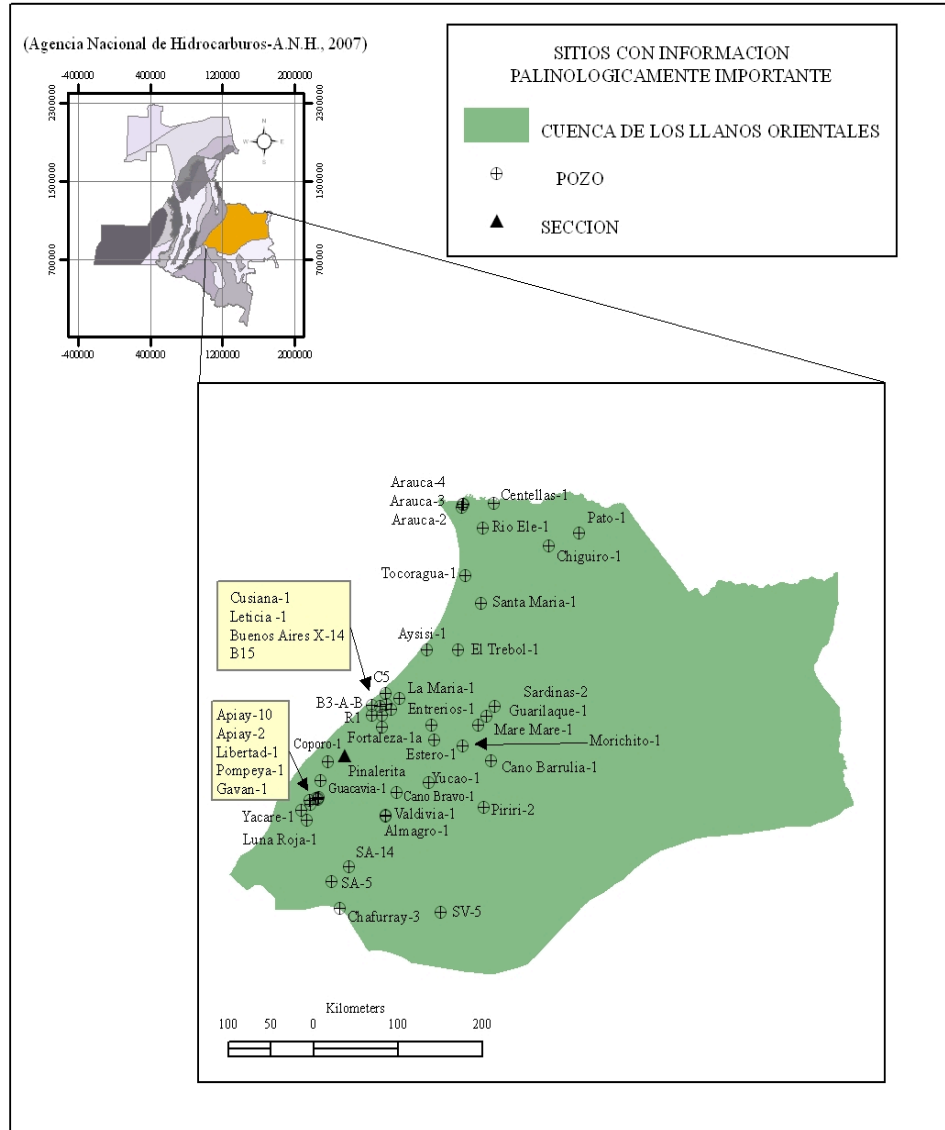 (Agencia Nacional de Hidrocarburos-A.N.H., 2007)
-400000 400000 1200000 2000000
2300000 2300000
1500000 1500000
700000 700000
N
W E
S
-400000 400000 1200000 2000000
SITIOS CON INFORMACION
PALINOLOGICAMENTE IMPORTANTE
CUENCA DE LOS LLANOS ORIENTALES
POZO
SECCION
Arauca-4
Arauca-3
Arauca-2
Centellas-1
Rio Ele-1
Pato-1
Chiguiro-1
Tocoragua-1
Santa Maria-1
Cusiana-1
Leticia -1
Buenos Aires X-14
B15
Aysisi-1
El Trebol-1
C5
La Maria-1
B3-A-B
R1
Entrerios-1
Sardinas-2
Guarilaque-1
Mare Mare-1
Morichito-1
Fortaleza-1a
Estero-1
Cano Barrulia-1
Apiay-10
Apiay-2
Libertad-1
Pompeya-1
Gavan-1
Coporo-1
Pinalerita
Guacavia-1
Yucao-1
Cano Bravo-1
Piriri-2
Yacare-1
Valdivia-1
Almagro-1
Luna Roja-1
SA-14
SA-5
Chafurray-3
SV-5
Kilometers
100 50 0 100 200